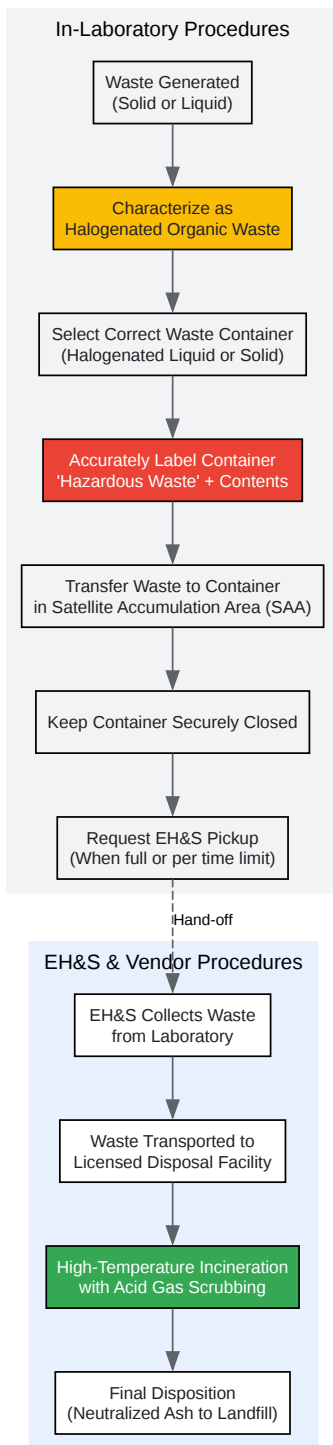 In-Laboratory Procedures
Waste Generated
(Solid or Liquid)
Characterize as
Halogenated Organic Waste
Select Correct Waste Container
(Halogenated Liquid or Solid)
Accurately Label Container
'Hazardous Waste' + Contents
Transfer Waste to Container
in Satellite Accumulation Area (SAA)
Keep Container Securely Closed
Request EH&S Pickup
(When full or per time limit)
Hand-off
EH&S & Vendor Procedures
EH&S Collects Waste
from Laboratory
Waste Transported to
Licensed Disposal Facility
High-Temperature Incineration
with Acid Gas Scrubbing
Final Disposition
(Neutralized Ash to Landfill)